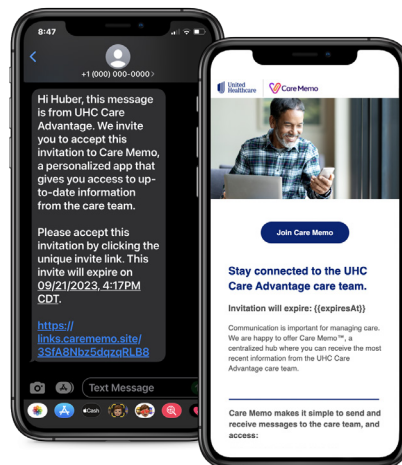 8:47
+1 (000) 000-0000 >
Hi Huber, this message
is from UHC Care
Advantage. We invite
you to accept this
invitation to Care Memo,
a personalized app that
gives you access to up-
to-date information
from the care team.
Please accept this
invitation by clicking the
unique invite link. This
invite will expire on
09/21/2023, 4:17PM
CDT.
https://
links.carememo.site/
3SfA8Nbz5dqzqRLB8
Text Message
Cash
United
Healthcare
Care Memo
Join Care Memo
Stay connected to the UHC
Care Advantage care team.
Invitation will expire: {{expiresAt}}
Communication is important for managing care.
We are happy to offer Care Memo™, a
centralized hub where you can receive the most
recent information from the UHC Care
Advantage care team.
Care Memo makes it simple to send and
receive messages to the care team, and
access: